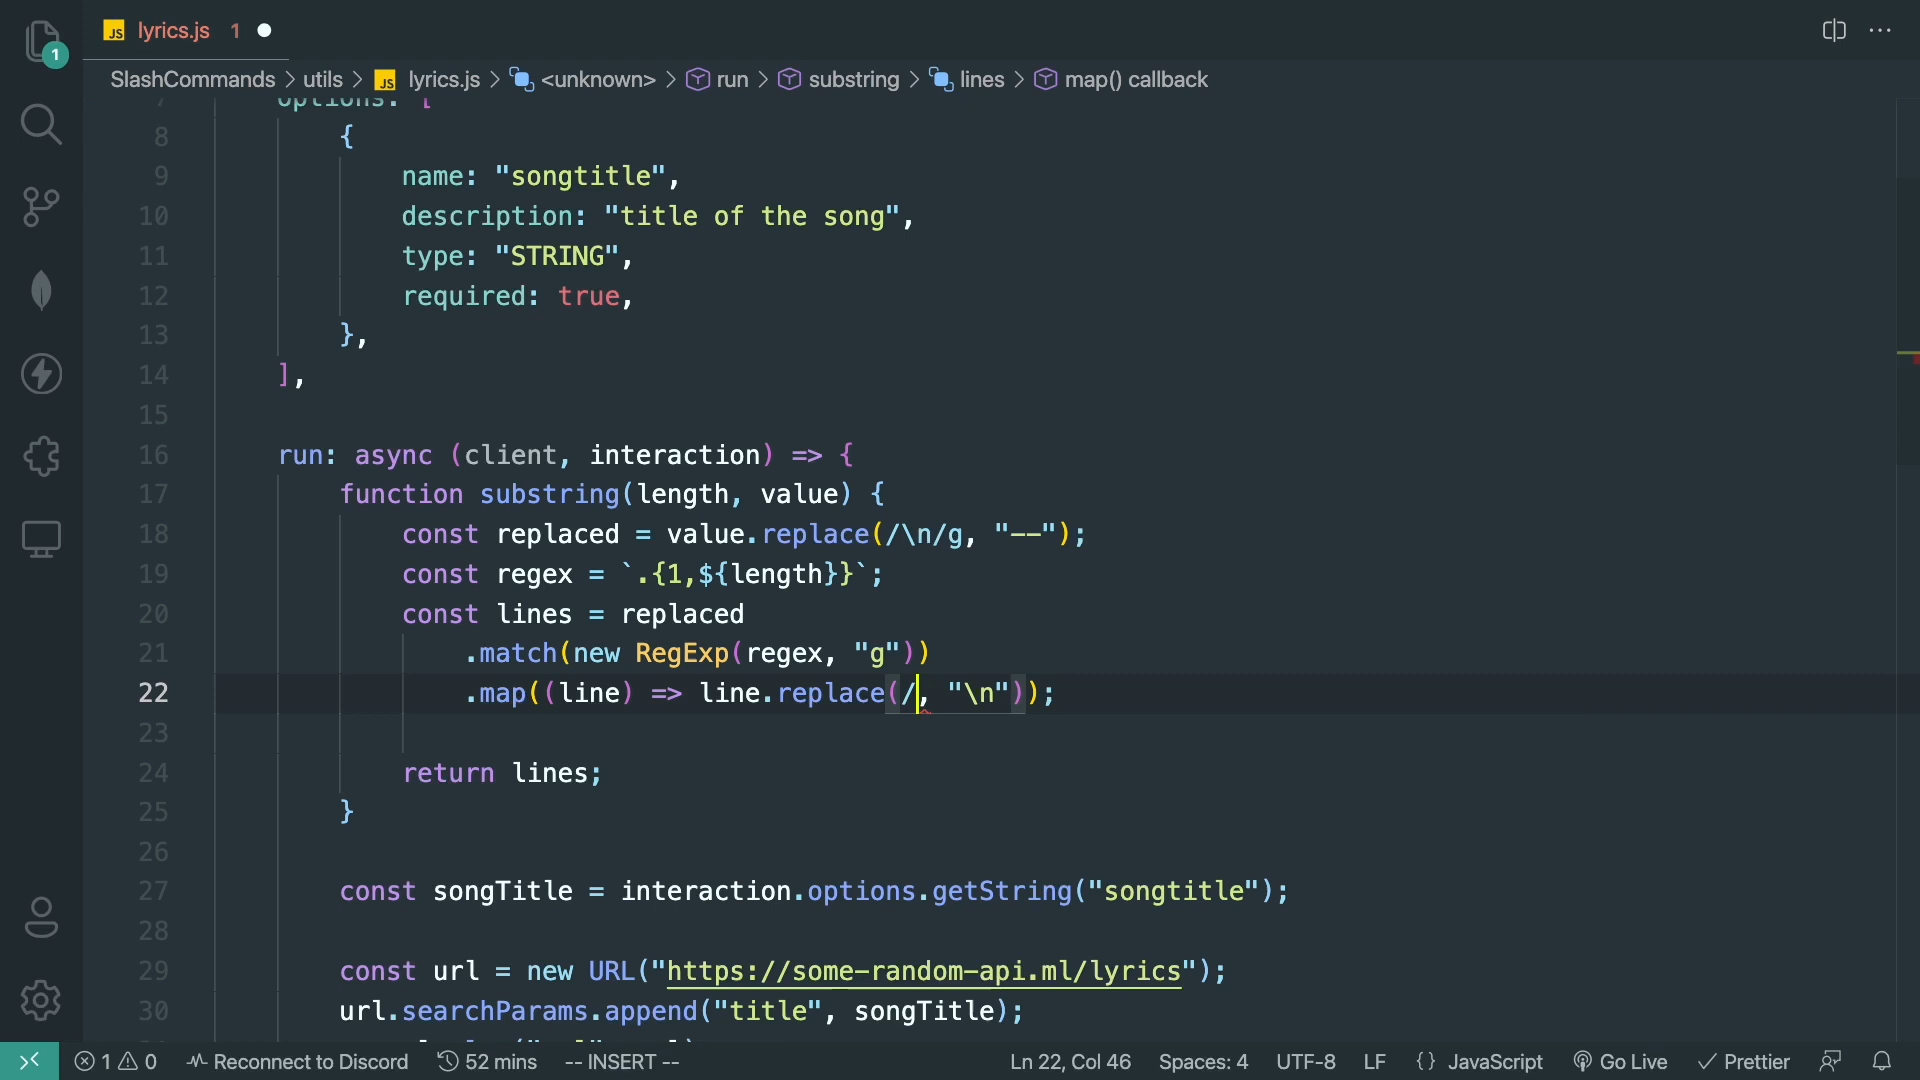 1
JS lyrics.js 1
SlashCommands > utils > JS lyrics.js > <unknown> > run > substring > lines > map() callback
7 options: [
8 {
9 name: "songtitle",
10 description: "title of the song",
11 type: "STRING",
12 required: true,
13 },
14 ],
15
16 run: async (client, interaction) => {
17 function substring(length, value) {
18 const replaced = value.replace(/\n/g, "--");
19 const regex = `.{1,${length}}`;
20 const lines = replaced
21 .match(new RegExp(regex, "g"))
22 .map((line) => line.replace(/, "\n"));
23
24 return lines;
25 }
26
27 const songTitle = interaction.options.getString("songtitle");
28
29 const url = new URL("https://some-random-api.ml/lyrics");
30 url.searchParams.append("title", songTitle);
1 0 Reconnect to Discord 52 mins -- INSERT -- Ln 22, Col 46 Spaces: 4 UTF-8 LF {} JavaScript Go Live Prettier